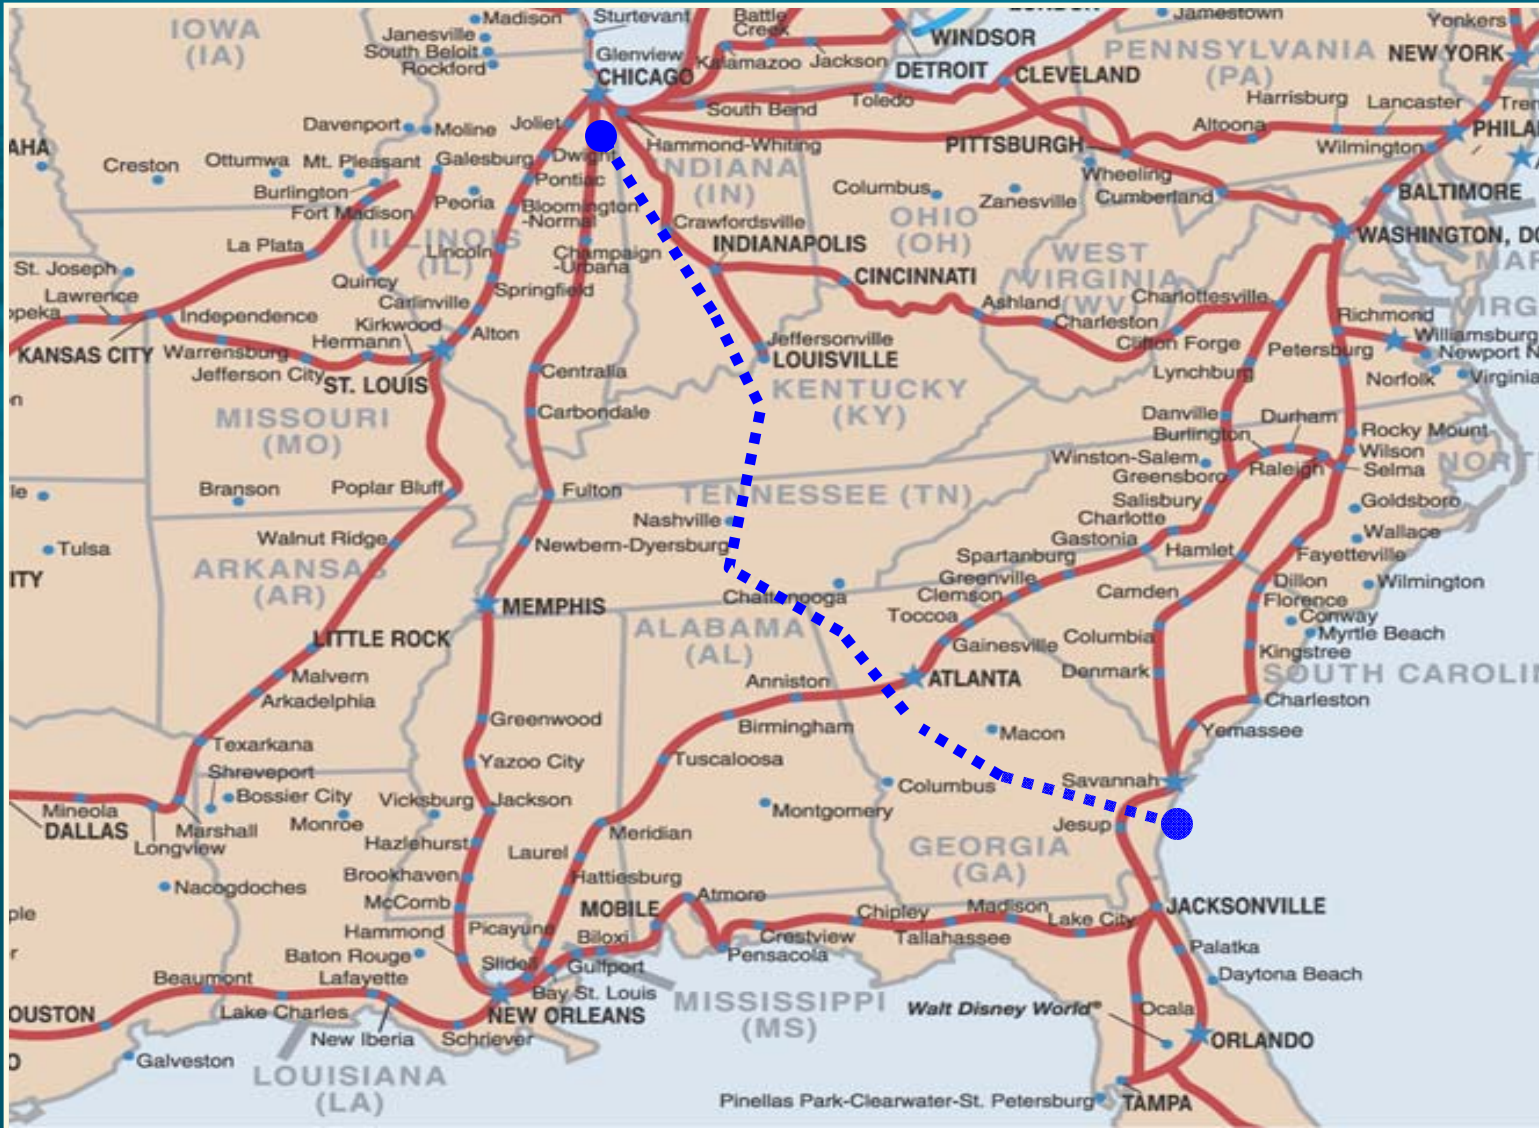 IOWA
(IA)
Madison
Janesville
South Beloit
Rockford
Sturtevant
Glenview
CHICAGO
Battle
Creek
Kalamazoo
Jackson
WINDSOR
DETROIT
CLEVELAND
Jamestown
PENNSYLVANIA
(PA)
Yonkers
NEW YORK
South Bend
Toledo
Harrisburg
Lancaster
Altoona
Wilmington
PITTSBURGH
Davenport
Moline
Joliet
Hammond-Whiting
INDIANA
(IN)
Creston
Ottumwa
Mt. Pleasant
Galesburg
Dwight
Burlington
Pontiac
Fort Madison
Peoria
Bloomington
-Normal
Columbus
Zanesville
OHIO
(OH)
Wheeling
Cumberland
BALTIMORE
La Plata
ILLINOIS
(IL)
Lincoln
Champaign
-Urbana
Crawfordsville
INDIANAPOLIS
CINCINNATI
WEST
VIRGINIA
(WV)
WASHINGTON, DC
St. Joseph
Lawrence
Quincy
Springfield
Carlinville
Independence
Kirkwood
Alton
Hermann
KANSAS CITY
Warrensburg
Jefferson City
ST. LOUIS
Ashland
Charleston
Charlottesville
Clifton Forge
Lynchburg
Richmond
Williamsburg
Petersburg
Norfolk
Virginia
Jeffersonville
LOUISVILLE
KENTUCKY
(KY)
MISSOURI
(MO)
Centralia
Carbondale
Danville
Durham
Burlington
Winston-Salem
Greensboro
Raleigh
Rocky Mount
Wilson
Selma
Branson
Poplar Bluff
Fulton
TENNESSEE (TN)
Nashville
Salisbury
Charlotte
Gastonia
Goldsboro
Wallace
Tulsa
Walnut Ridge
Newbern-Dyersburg
ARKANSAS
(AR)
Spartanburg
Greenville
Clemson
Hamlet
Fayetteville
Chattanooga
Toccoa
Camden
Dillon
Florence
Wilmington
Conway
Myrtle Beach
MEMPHIS
ALABAMA
(AL)
Gainesville
Columbia
Kingstree
LITTLE ROCK
Malvern
Arkadelphia
Anniston
ATLANTA
Denmark
Charleston
Greenwood
Birmingham
Macon
Yemassee
Texarkana
Shreveport
Yazoo City
Tuscaloosa
Savannah
Mineola
DALLAS
Bossier City
Marshall
Longview
Monroe
Vicksburg
Jackson
Columbus
Montgomery
Hazlehurst
Meridian
Jesup
Laurel
GEORGIA
(GA)
Nacogdoches
Brookhaven
McComb
Hattiesburg
MOBILE
Atmore
Chipley
Madison
Lake City
JACKSONVILLE
Hammond
Picayune
Biloxi
Crestview
Tallahassee
Pensacola
Baton Rouge
Slidell
Gulfport
Palatka
Beaumont
Lafayette
Bay St. Louis
Daytona Beach
Lake Charles
NEW ORLEANS
MISSISSIPPI
(MS)
Walt Disney World®
Ocala
New Iberia
Schriever
ORLANDO
Galveston
LOUISIANA
(LA)
Pinellas Park-Clearwater-St. Petersburg
TAMPA